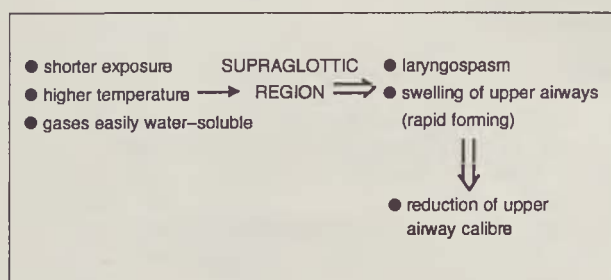 ● shorter exposure
● higher temperature
● gases easily water–soluble
SUPRAGLOTTIC
REGION
● laryngospasm
● swelling of upper airways
(rapid forming)
● reduction of upper
airway calibre